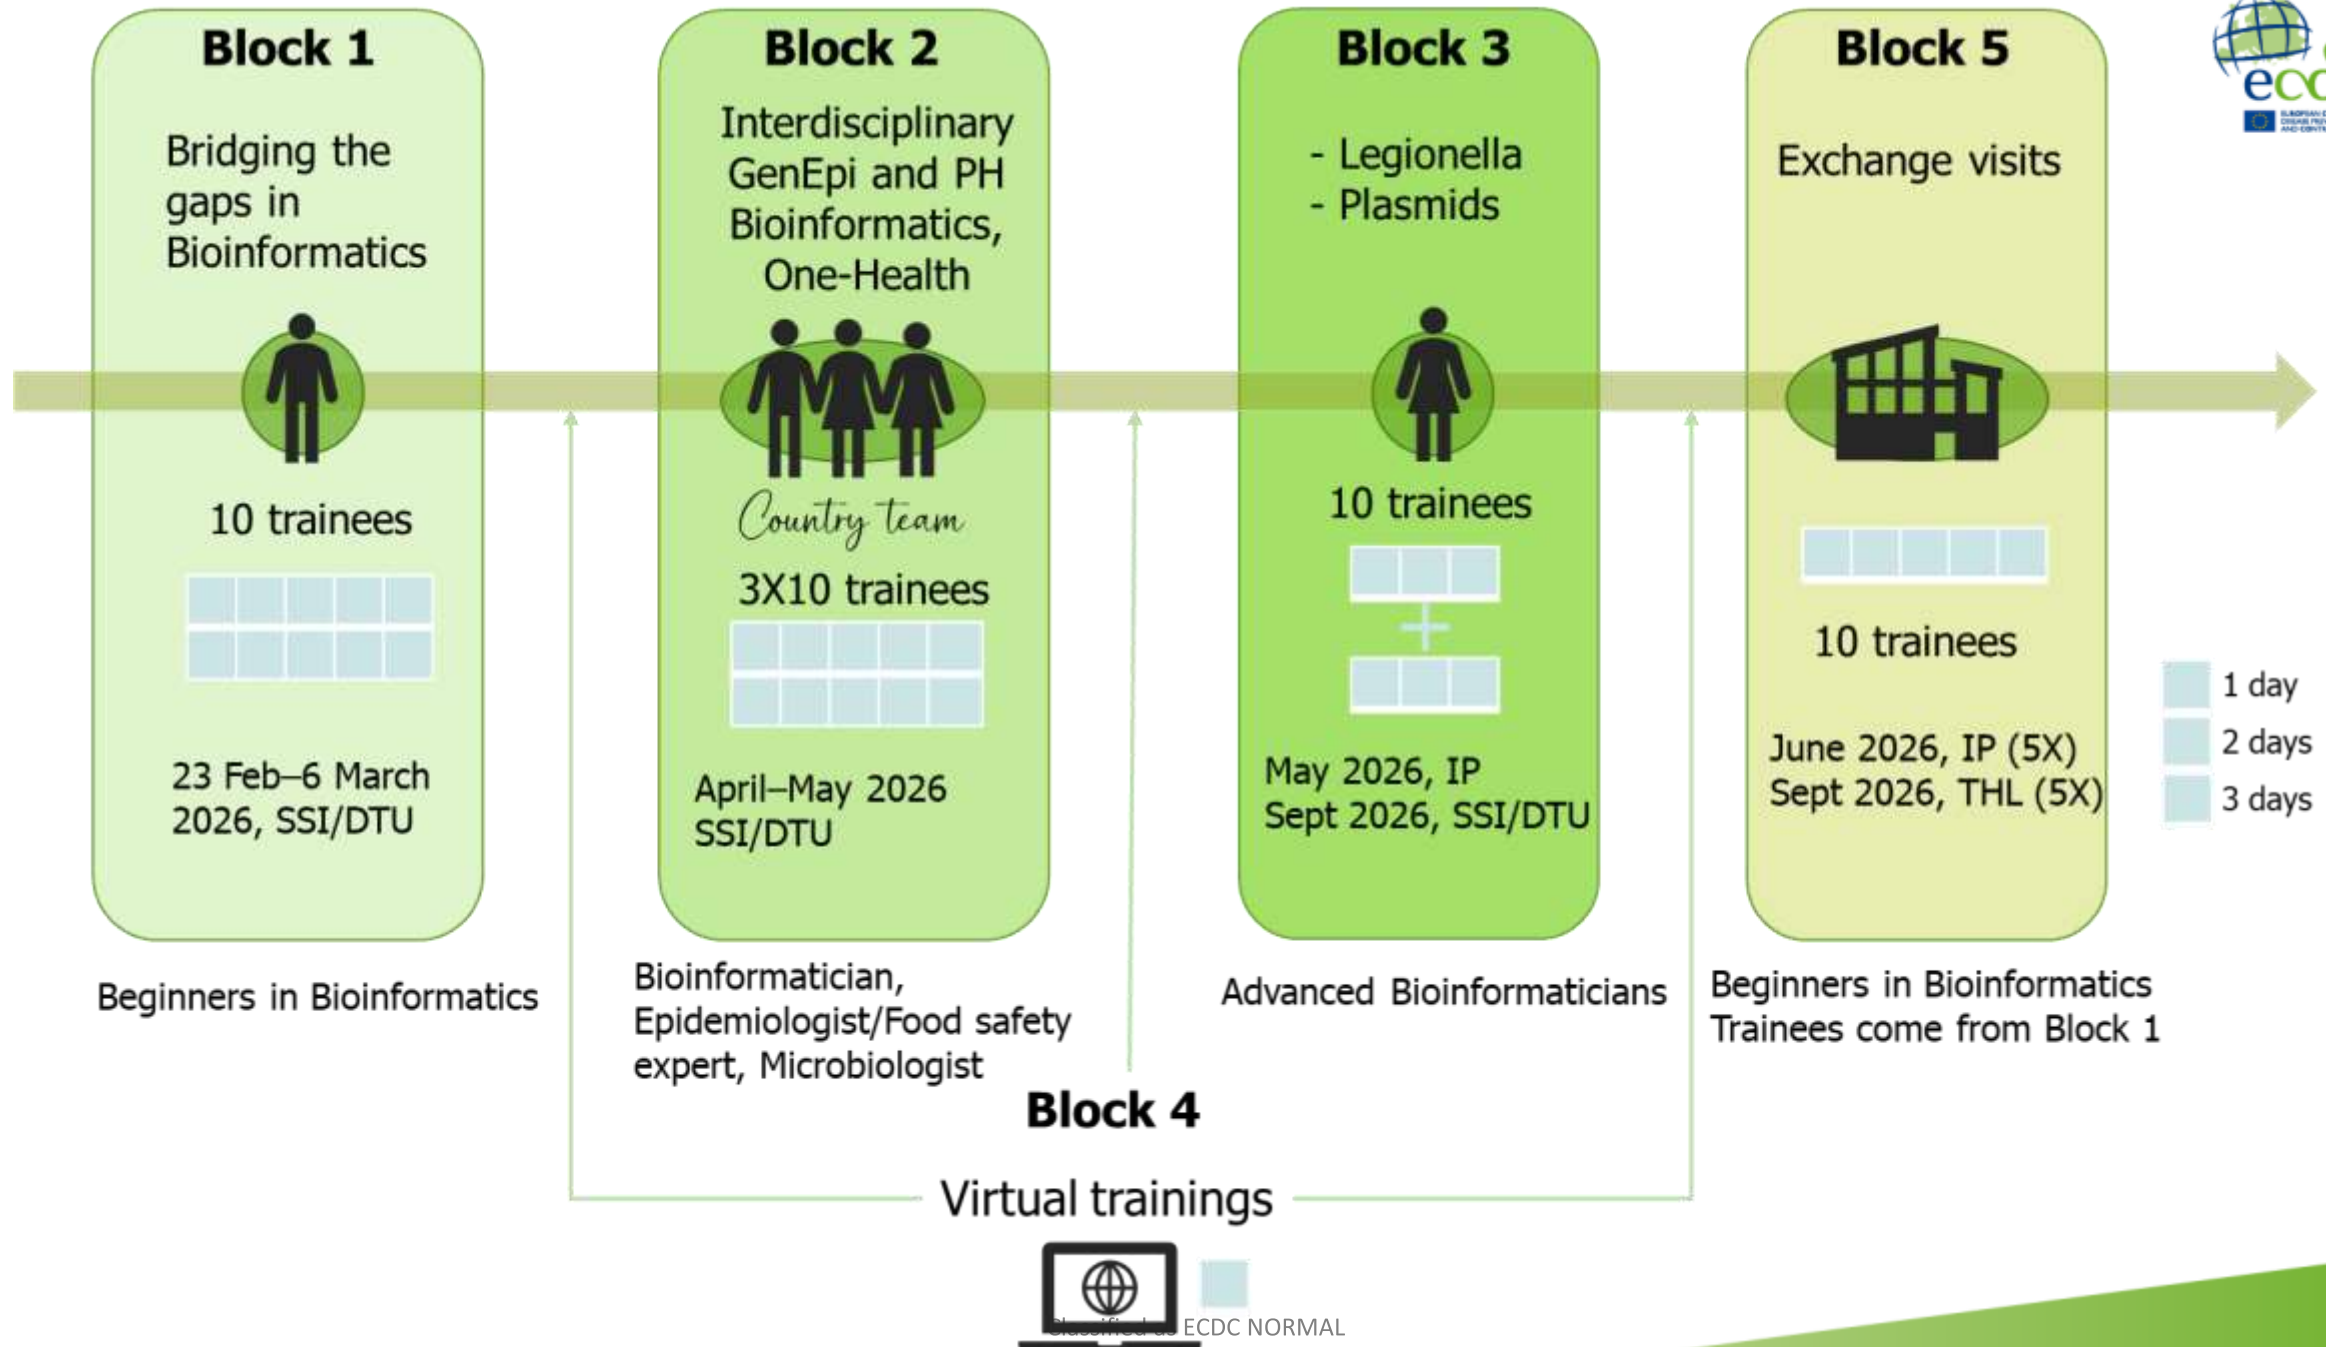 Block 1
Bridging the
gaps in
Bioinformatics
10 trainees
23 Feb–6 March
2026, SSI/DTU
Beginners in Bioinformatics
Block 2
Interdisciplinary
GenEpi and PH
Bioinformatics,
One-Health
Country team
3X10 trainees
April–May 2026
SSI/DTU
Bioinformatician,
Epidemiologist/Food safety
expert, Microbiologist
Block 3
- Legionella
- Plasmids
10 trainees
May 2026, IP
Sept 2026, SSI/DTU
Advanced Bioinformaticians
Block 5
Exchange visits
10 trainees
June 2026, IP (5X)
Sept 2026, THL (5X)
Beginners in Bioinformatics
Trainees come from Block 1
1 day
2 days
3 days
Block 4
Virtual trainings
Classified as ECDC NORMAL